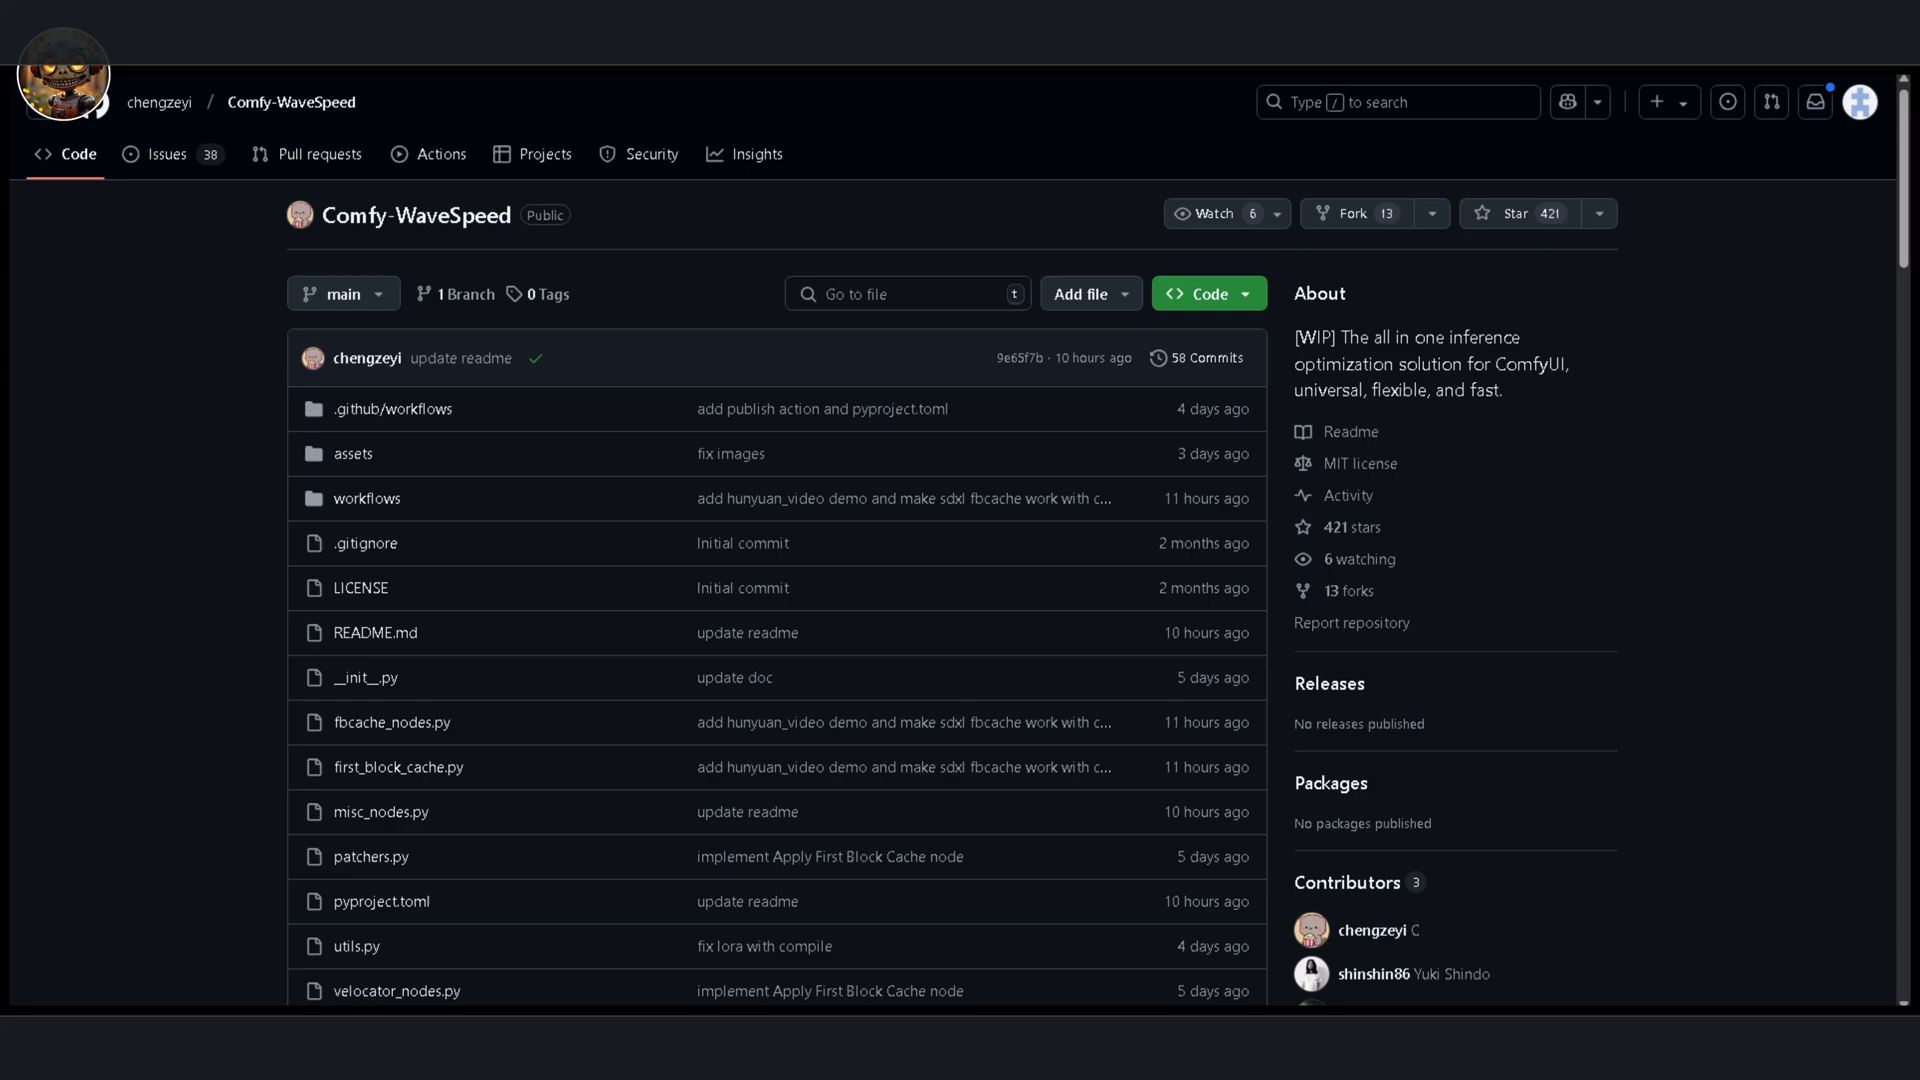 chengzeyi / Comfy-WaveSpeed
Type / to search
Code
Issues 38
Pull requests
Actions
Projects
Security
Insights
Comfy-WaveSpeed Public
Watch 6
Fork 13
Star 421
main
1 Branch
0 Tags
Go to file t
Add file
Code
chengzeyi update readme 9e65f7b · 10 hours ago 58 Commits
.github/workflows add publish action and pyproject.toml 4 days ago
assets fix images 3 days ago
workflows add hunyuan_video demo and make sdxl fbcache work with c... 11 hours ago
.gitignore Initial commit 2 months ago
LICENSE Initial commit 2 months ago
README.md update readme 10 hours ago
__init__.py update doc 5 days ago
fbcache_nodes.py add hunyuan_video demo and make sdxl fbcache work with c... 11 hours ago
first_block_cache.py add hunyuan_video demo and make sdxl fbcache work with c... 11 hours ago
misc_nodes.py update readme 10 hours ago
patchers.py implement Apply First Block Cache node 5 days ago
pyproject.toml update readme 10 hours ago
utils.py fix lora with compile 4 days ago
velocator_nodes.py implement Apply First Block Cache node 5 days ago
About
[WIP] The all in one inference
optimization solution for ComfyUI,
universal, flexible, and fast.
Readme
MIT license
Activity
421 stars
6 watching
13 forks
Report repository
Releases
No releases published
Packages
No packages published
Contributors 3
chengzeyi C
shinshin86 Yuki Shindo